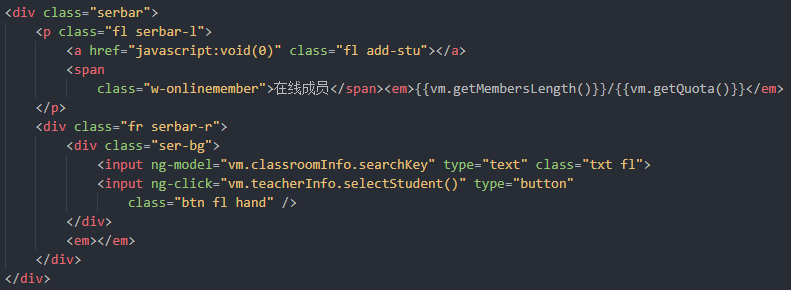 <div class="serbar">
    <p class="fl serbar-l">
        <a href="javascript:void(0)" class="fl add-stu"></a>
        <span
            class="w-onlinemember">在线成员</span><em>{{vm.getMembersLength()}}/{{vm.getQuota()}}</em>
    </p>
    <div class="fr serbar-r">
        <div class="ser-bg">
            <input ng-model="vm.classroomInfo.searchKey" type="text" class="txt fl">
            <input ng-click="vm.teacherInfo.selectStudent()" type="button"
                class="btn fl hand" />
        </div>
        <em></em>
    </div>
</div>